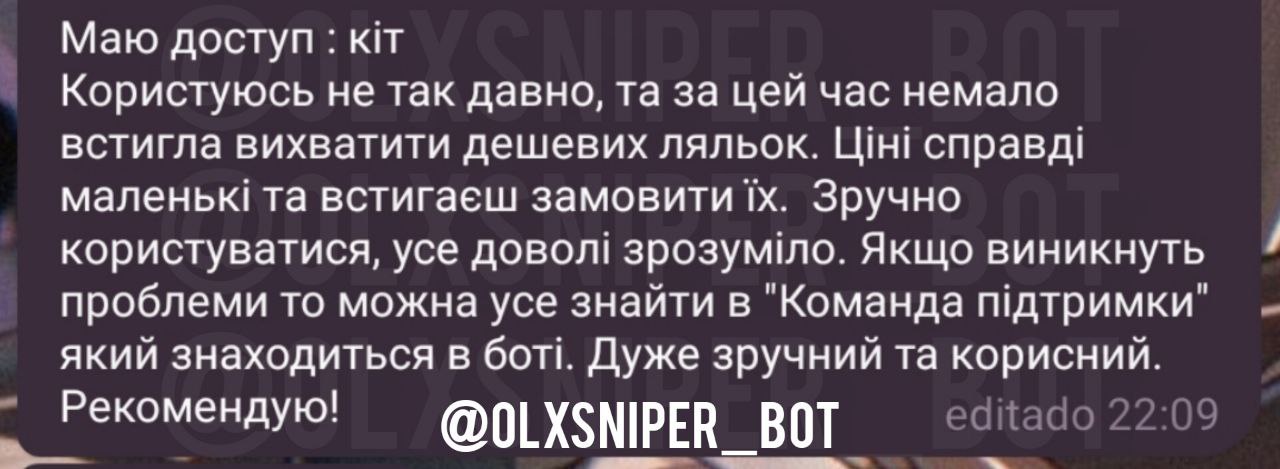 Маю доступ : кіт
Користуюсь не так давно, та за цей час немало
встигла вихватити дешевих ляльок. Ціні справді
маленькі та встигаєш замовити їх.  Зручно
користуватися, усе доволі зрозуміло. Якщо виникнуть
проблеми то можна усе знайти в "Команда підтримки"
який знаходиться в боті. Дуже зручний та корисний.
Рекомендую!
@OLXSNIPER_BOT
editado 22:09